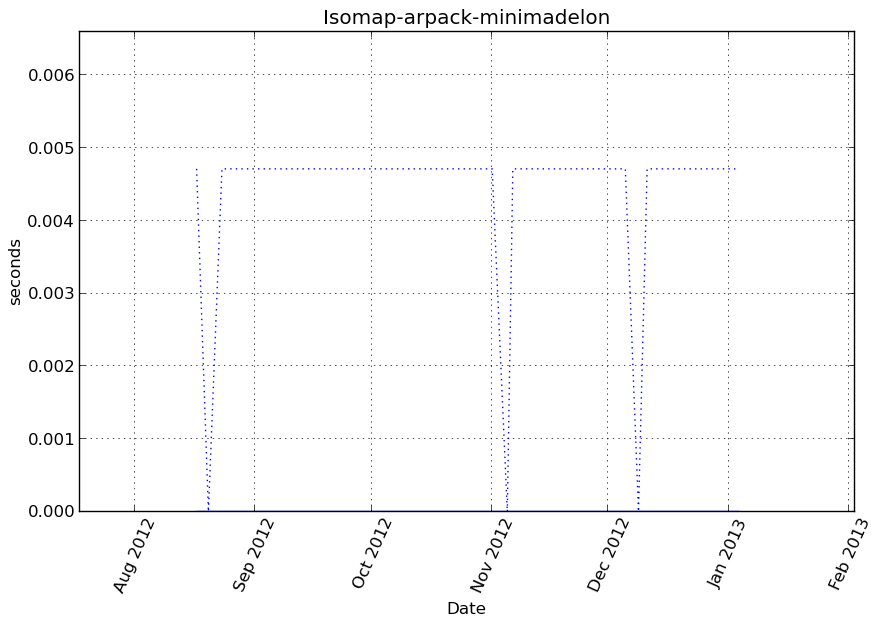 Isomap-arpack-minimadelon
0.006
0.005
0.004
0.003
0.002
0.001
0.000
seconds
Aug 2012
Sep 2012
Oct 2012
Nov 2012
Dec 2012
Jan 2013
Feb 2013
Date